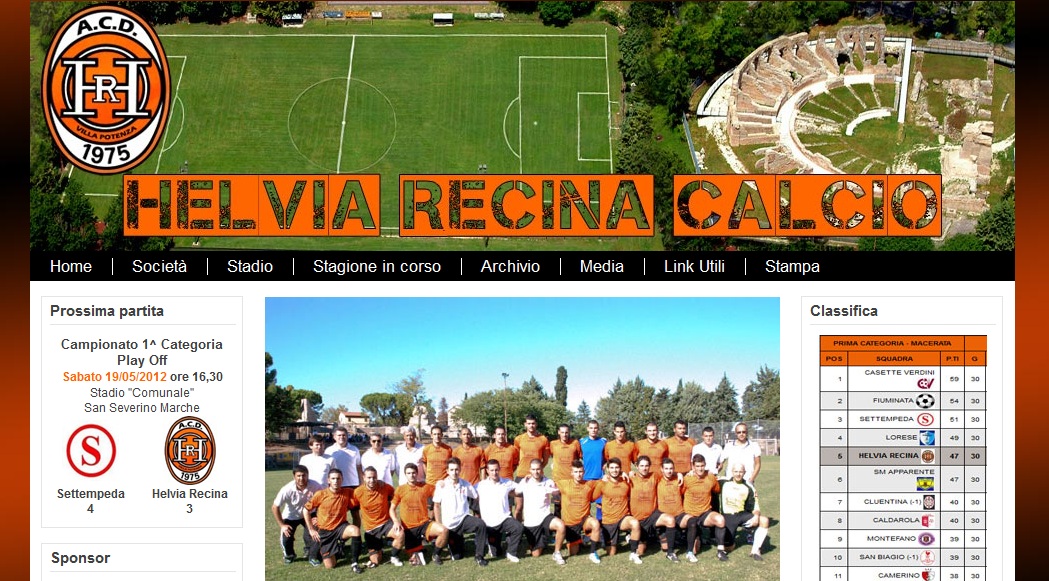 A.C.D.
HRH
VILLA POTENZA
1975
HELVIA RECINA CALCIO
Home
Società
Stadio
Stagione in corso
Archivio
Media
Link Utili
Stampa
Prossima partita
Campionato 1^ Categoria
Play Off
Sabato 19/05/2012 ore 16,30
Stadio "Comunale"
San Severino Marche
S
A.C.D.
HRH
1975
Settempeda
4
Helvia Recina
3
Sponsor
Classifica
PRIMA CATEGORIA - MACERATA
POS SQUADRA P.TI G
1 CASETTE VERDINI 59 30
2 FIUMINATA 54 30
3 SETTEMPEDA 51 30
4 LORESE 49 30
5 HELVIA RECINA 47 30
6 SM APPARENTE 47 30
7 CLUENTINA (-1) 40 30
8 CALDAROLA 40 30
9 MONTEFANO 39 30
10 SAN BIAGIO (-1) 39 30
11 CAMERINO 38 30